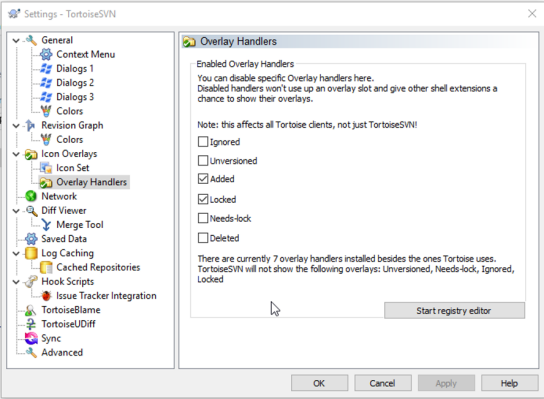 Settings - TortoiseSVN
General
Context Menu
Dialogs 1
Dialogs 2
Dialogs 3
Colors
Revision Graph
Colors
Icon Overlays
Icon Set
Overlay Handlers
Network
Diff Viewer
Merge Tool
Saved Data
Log Caching
Cached Repositories
Hook Scripts
Issue Tracker Integration
TortoiseBlame
TortoiseUDiff
Sync
Advanced
Overlay Handlers
Enabled Overlay Handlers
You can disable specific Overlay handlers here.
Disabled handlers won't use up an overlay slot and give other shell extensions a
chance to show their overlays.
Note: this affects all Tortoise clients, not just TortoiseSVN!
Ignored
Unversioned
Added
Locked
Needs-lock
Deleted
There are currently 7 overlay handlers installed besides the ones Tortoise uses.
TortoiseSVN will not show the following overlays: Unversioned, Needs-lock, Ignored,
Locked
Start registry editor
OK
Cancel
Apply
Help